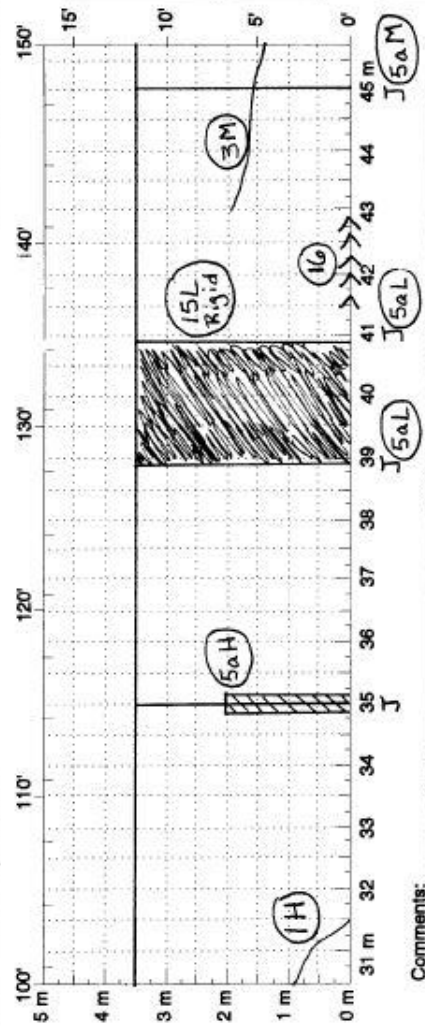 100' 110' 120' 130' 140' 150'
5 m
4 m
3 m
2 m
1 m
0 m
15'
10'
5'
0'
1H
5aH
15L
Rigid
16
3M
31 m 32 33 34 35 36 37 38 39 40 41 42 43 44 45 m
J
J 5aL
J 5aL
J 5aM
Comments: